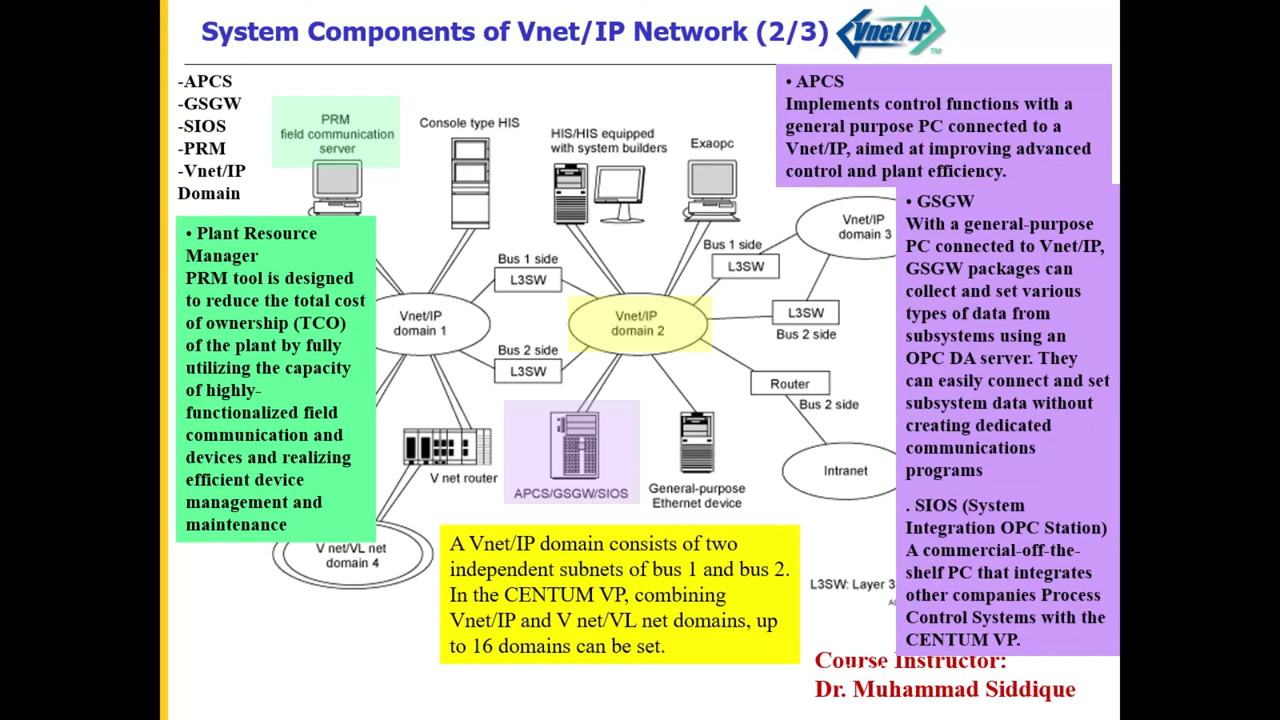 System Components of Vnet/IP Network (2/3)
Vnet/IP
TM
-APCS
-GSGW
-SIOS
-PRM
-Vnet/IP
Domain
PRM
field communication
server
Console type HIS
HIS/HIS equipped
with system builders
Exaopc
• APCS
Implements control functions with a
general purpose PC connected to a
Vnet/IP, aimed at improving advanced
control and plant efficiency.
• Plant Resource
Manager
PRM tool is designed
to reduce the total cost
of ownership (TCO)
of the plant by fully
utilizing the capacity
of highly-
functionalized field
communication and
devices and realizing
efficient device
management and
maintenance
Bus 1 side
L3SW
Vnet/IP
domain 1
Bus 2 side
L3SW
Vnet/IP
domain 2
Bus 1 side
L3SW
Vnet/IP
domain 3
L3SW
Bus 2 side
Router
Bus 2 side
Intranet
V net router
APCS/GSGW/SIOS
General-purpose
Ethernet device
V net/VL net
domain 4
• GSGW
With a general-purpose
PC connected to Vnet/IP,
GSGW packages can
collect and set various
types of data from
subsystems using an
OPC DA server. They
can easily connect and set
subsystem data without
creating dedicated
communications
programs
. SIOS (System
Integration OPC Station)
A commercial-off-the-
shelf PC that integrates
other companies Process
Control Systems with the
CENTUM VP.
A Vnet/IP domain consists of two
independent subnets of bus 1 and bus 2.
In the CENTUM VP, combining
Vnet/IP and V net/VL net domains, up
to 16 domains can be set.
L3SW: Layer 3
Course Instructor:
Dr. Muhammad Siddique